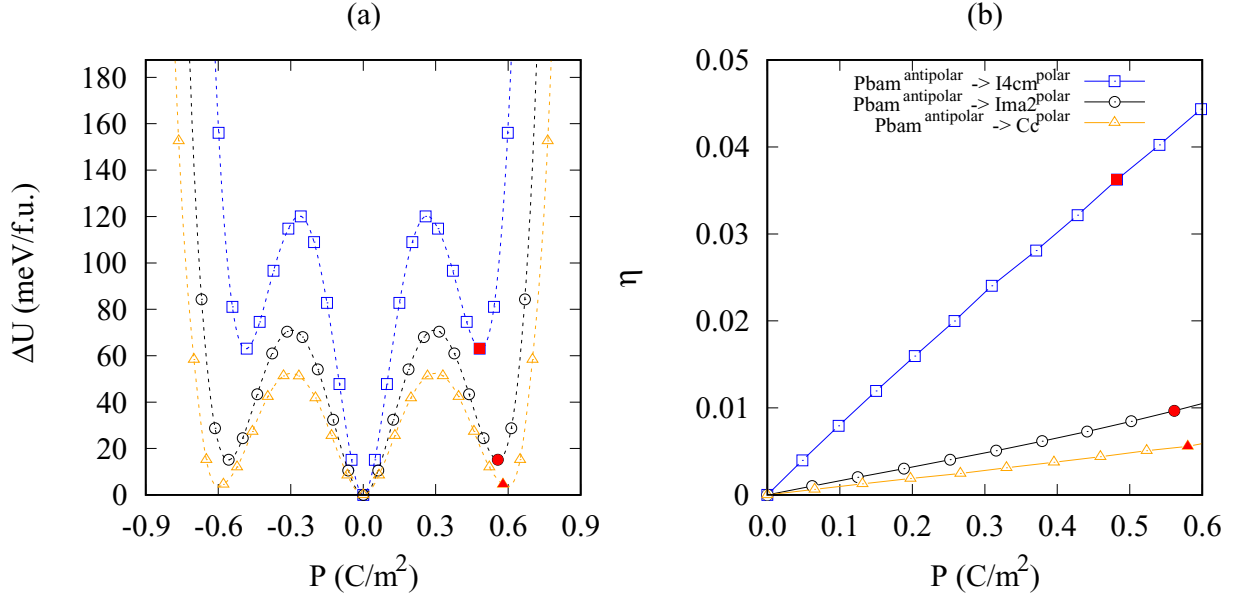 (a)
180
160
140
120
100
80
60
40
20
0
ΔU (meV/f.u.)
-0.9 -0.6 -0.3 0.0 0.3 0.6 0.9
P (C/m²)
(b)
0.05
0.04
0.03
0.02
0.01
0
η
Pbam^antipolar -> I4cm^polar
Pbam^antipolar -> Ima2^polar
Pbam^antipolar -> Cc^polar
0.0 0.1 0.2 0.3 0.4 0.5 0.6
P (C/m²)